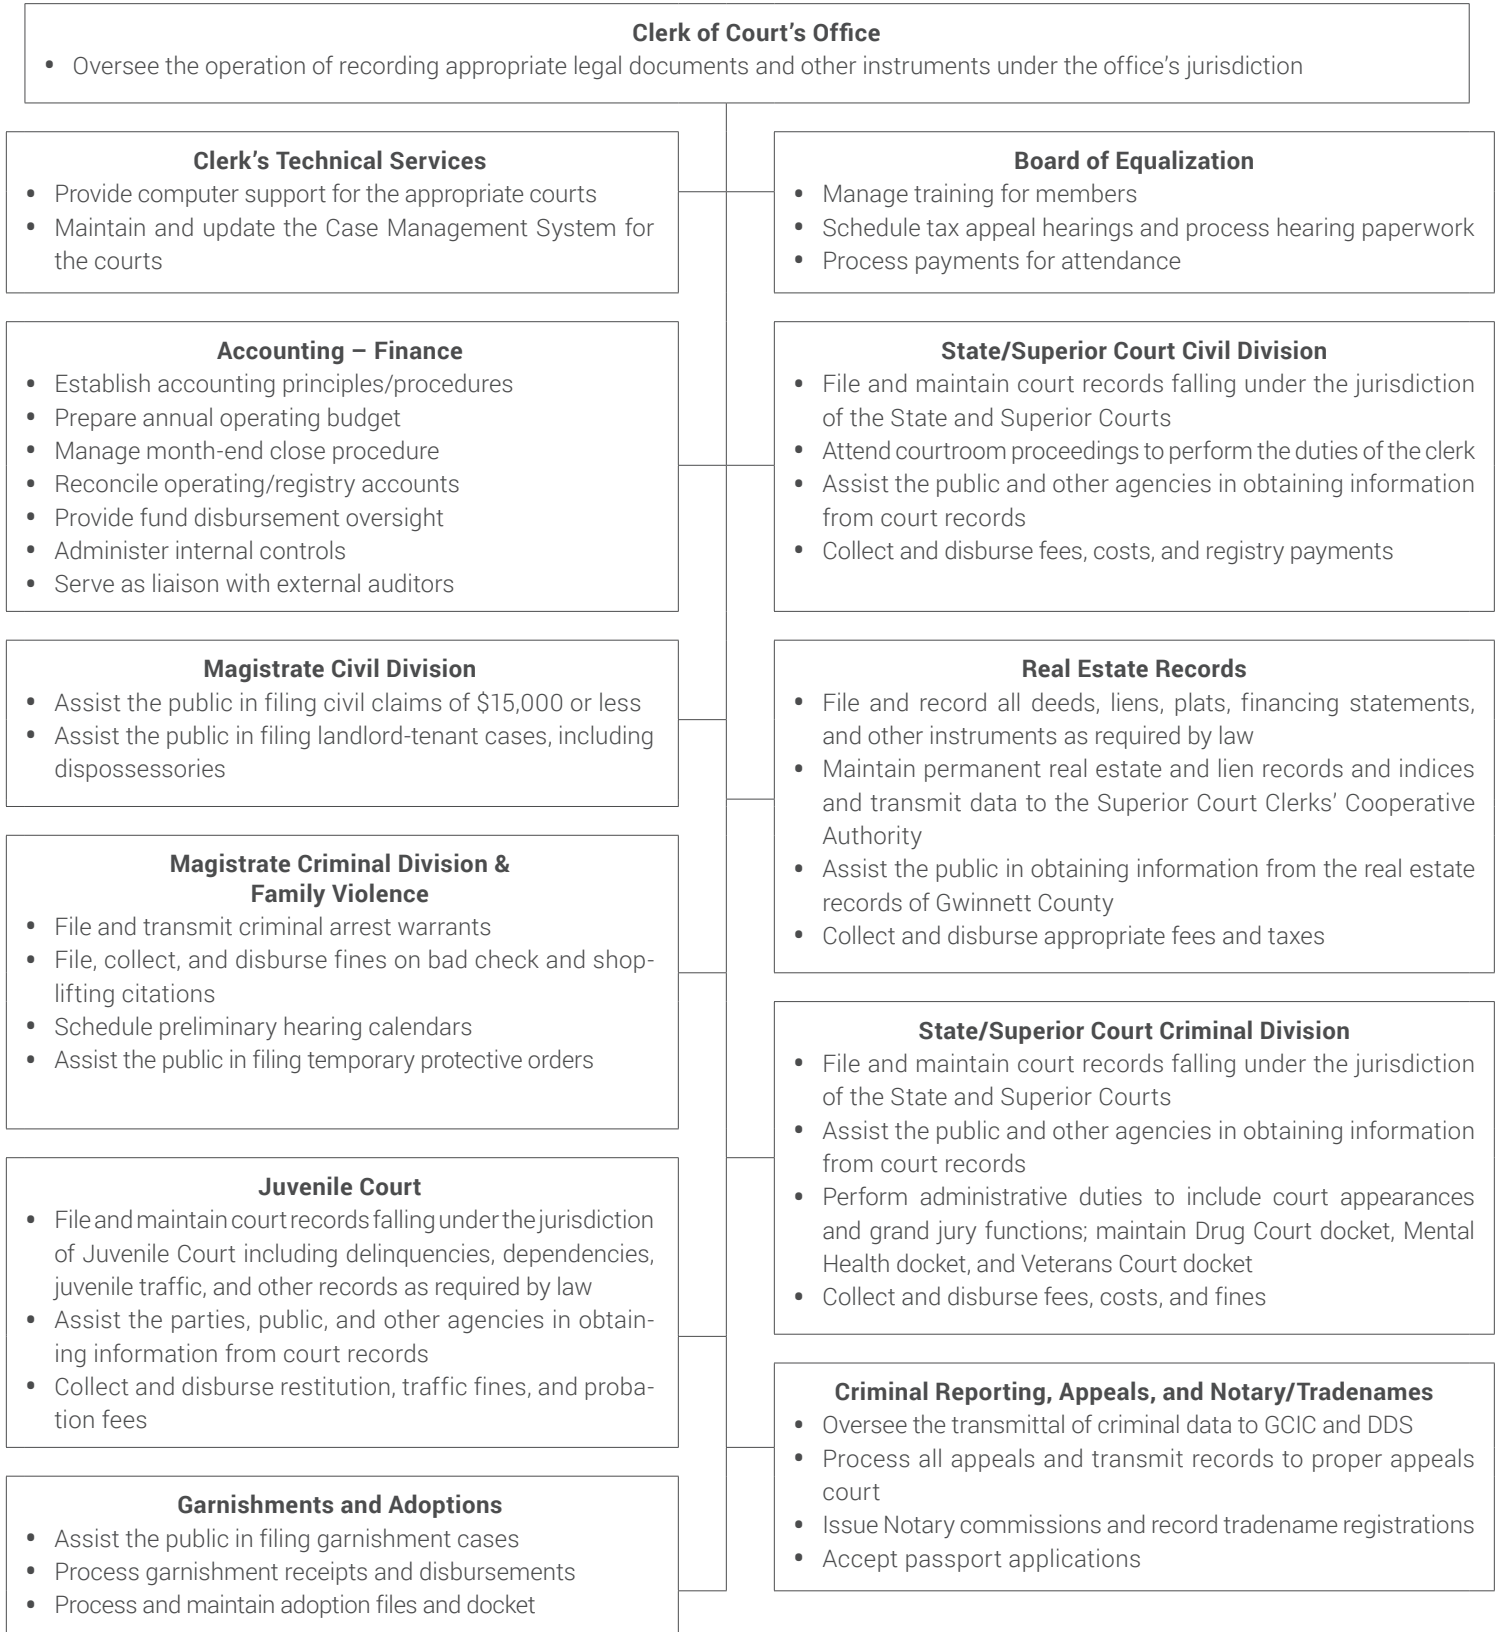 Clerk of Court's Office
• Oversee the operation of recording appropriate legal documents and other instruments under the office's jurisdiction
Clerk's Technical Services
• Provide computer support for the appropriate courts
• Maintain and update the Case Management System for
the courts
Board of Equalization
• Manage training for members
• Schedule tax appeal hearings and process hearing paperwork
• Process payments for attendance
Accounting – Finance
• Establish accounting principles/procedures
• Prepare annual operating budget
• Manage month-end close procedure
• Reconcile operating/registry accounts
• Provide fund disbursement oversight
• Administer internal controls
• Serve as liaison with external auditors
State/Superior Court Civil Division
• File and maintain court records falling under the jurisdiction
of the State and Superior Courts
• Attend courtroom proceedings to perform the duties of the clerk
• Assist the public and other agencies in obtaining information
from court records
• Collect and disburse fees, costs, and registry payments
Magistrate Civil Division
• Assist the public in filing civil claims of $15,000 or less
• Assist the public in filing landlord-tenant cases, including
dispossessories
Real Estate Records
• File and record all deeds, liens, plats, financing statements,
and other instruments as required by law
• Maintain permanent real estate and lien records and indices
and transmit data to the Superior Court Clerks' Cooperative
Authority
• Assist the public in obtaining information from the real estate
records of Gwinnett County
• Collect and disburse appropriate fees and taxes
Magistrate Criminal Division &
Family Violence
• File and transmit criminal arrest warrants
• File, collect, and disburse fines on bad check and shop-
lifting citations
• Schedule preliminary hearing calendars
• Assist the public in filing temporary protective orders
State/Superior Court Criminal Division
• File and maintain court records falling under the jurisdiction
of the State and Superior Courts
• Assist the public and other agencies in obtaining information
from court records
• Perform administrative duties to include court appearances
and grand jury functions; maintain Drug Court docket, Mental
Health docket, and Veterans Court docket
• Collect and disburse fees, costs, and fines
Juvenile Court
• File and maintain court records falling under the jurisdiction
of Juvenile Court including delinquencies, dependencies,
juvenile traffic, and other records as required by law
• Assist the parties, public, and other agencies in obtain-
ing information from court records
• Collect and disburse restitution, traffic fines, and proba-
tion fees
Criminal Reporting, Appeals, and Notary/Tradenames
• Oversee the transmittal of criminal data to GCIC and DDS
• Process all appeals and transmit records to proper appeals
court
• Issue Notary commissions and record tradename registrations
• Accept passport applications
Garnishments and Adoptions
• Assist the public in filing garnishment cases
• Process garnishment receipts and disbursements
• Process and maintain adoption files and docket